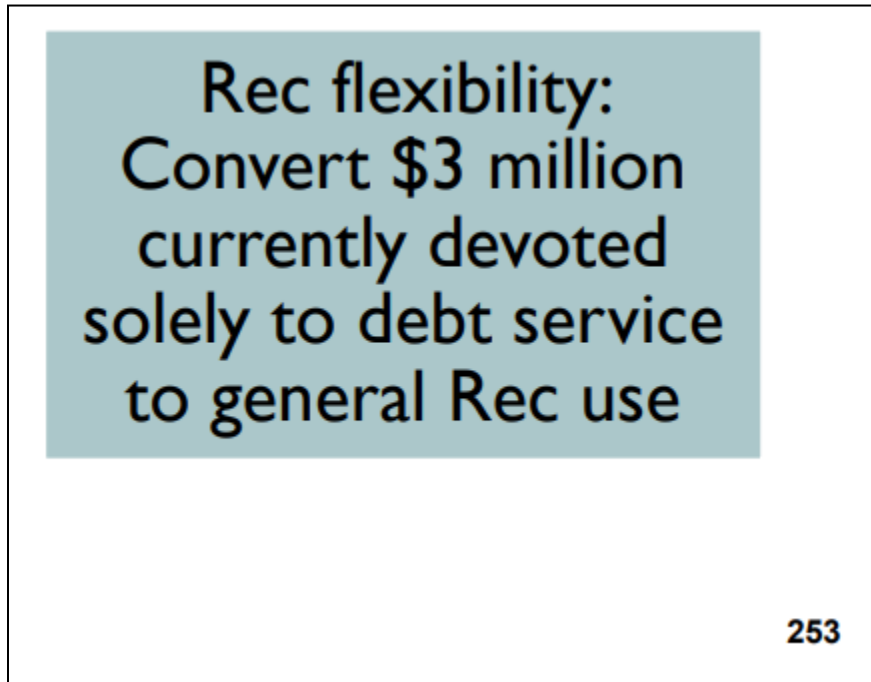 Rec flexibility:
Convert $3 million
currently devoted
solely to debt service
to general Rec use
253